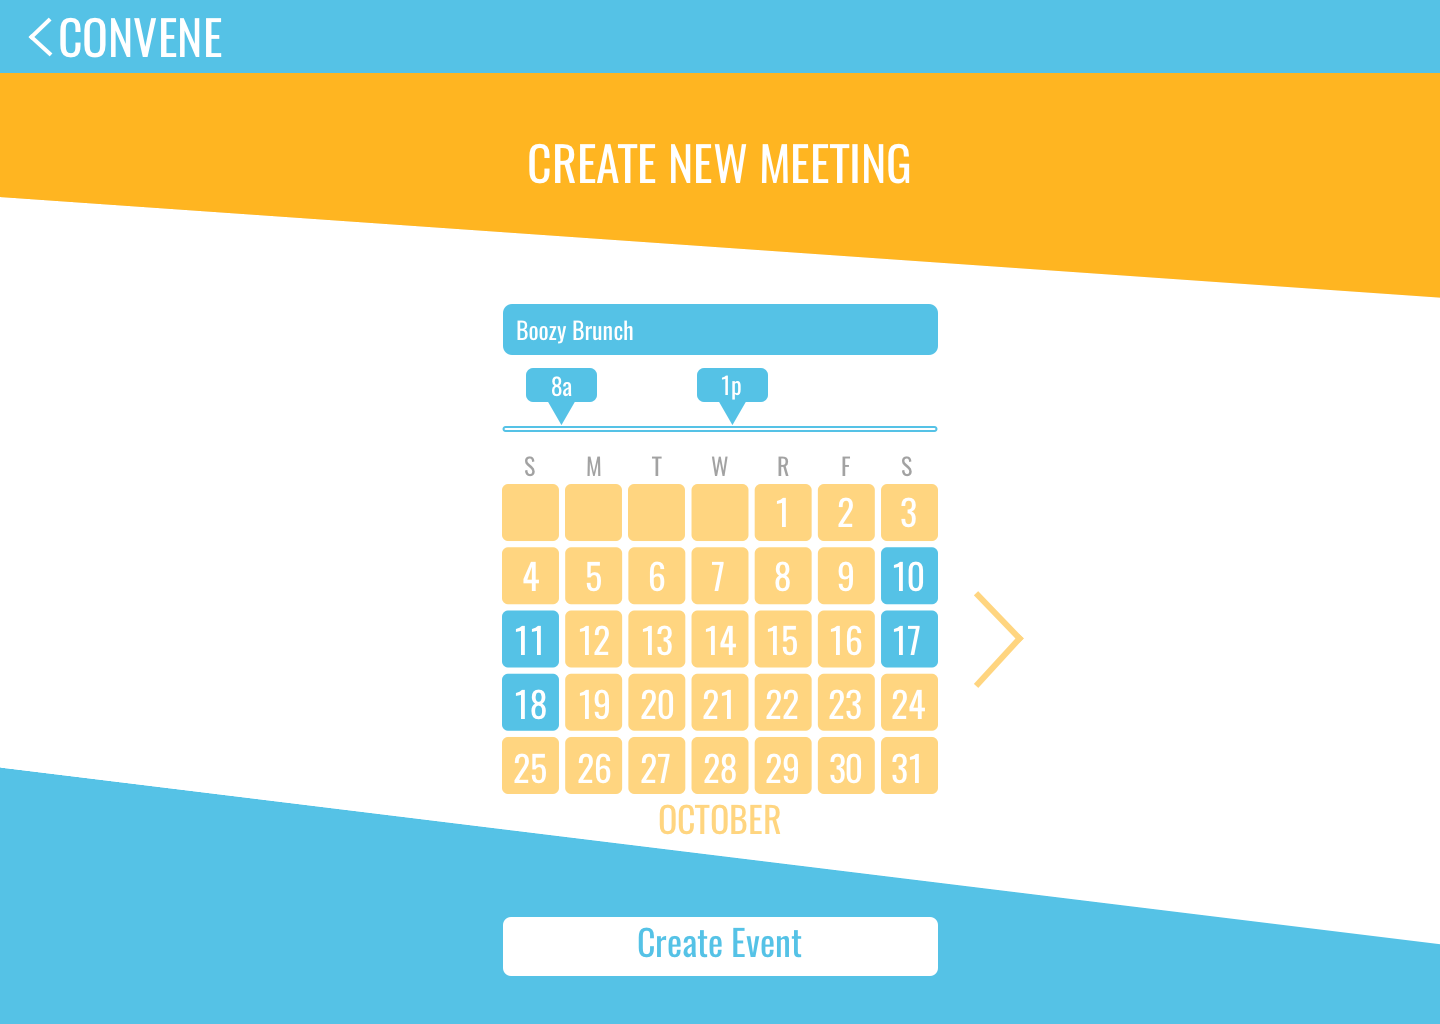 CONVENE
CREATE NEW MEETING
Boozy Brunch
8a 1p
S M T W R F S
1 2 3
4 5 6 7 8 9 10
11 12 13 14 15 16 17
18 19 20 21 22 23 24
25 26 27 28 29 30 31
OCTOBER
Create Event